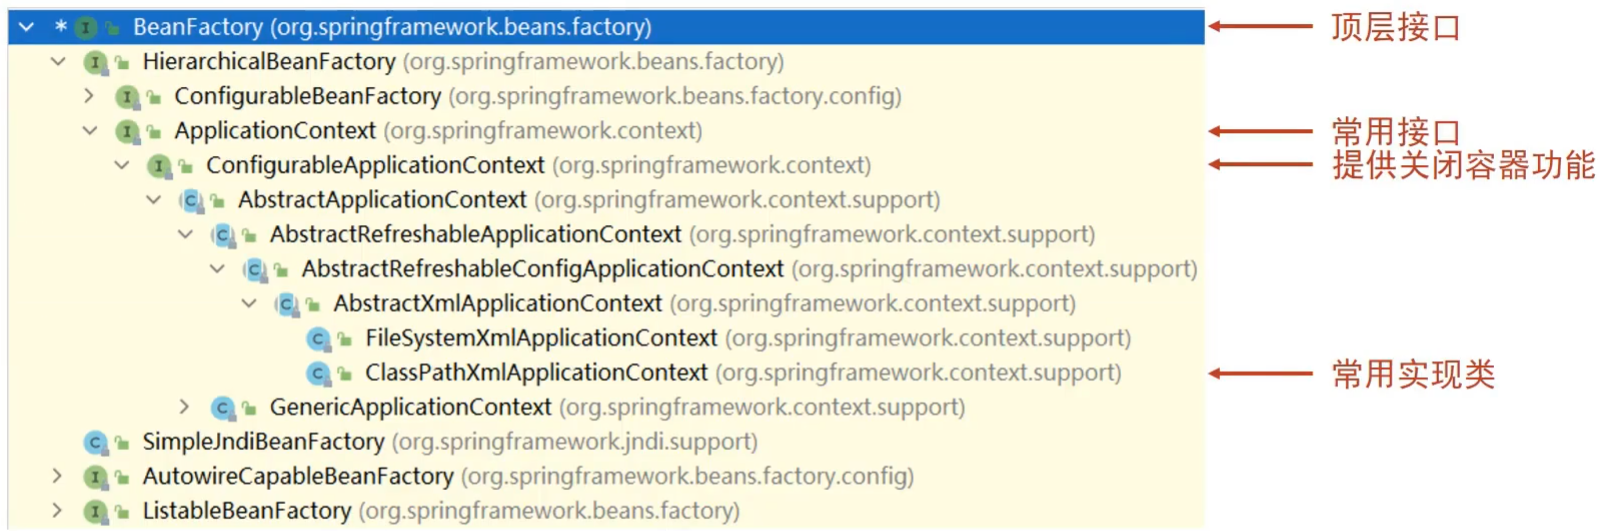 * I BeanFactory (org.springframework.beans.factory) 顶层接口
I HierarchicalBeanFactory (org.springframework.beans.factory)
I ConfigurableBeanFactory (org.springframework.beans.factory.config)
I ApplicationContext (org.springframework.context) 常用接口
I ConfigurableApplicationContext (org.springframework.context) 提供关闭容器功能
C AbstractApplicationContext (org.springframework.context.support)
C AbstractRefreshableApplicationContext (org.springframework.context.support)
C AbstractRefreshableConfigApplicationContext (org.springframework.context.support)
C AbstractXmlApplicationContext (org.springframework.context.support)
C FileSystemXmlApplicationContext (org.springframework.context.support)
C ClassPathXmlApplicationContext (org.springframework.context.support) 常用实现类
C GenericApplicationContext (org.springframework.context.support)
C SimpleJndiBeanFactory (org.springframework.jndi.support)
I AutowireCapableBeanFactory (org.springframework.beans.factory.config)
I ListableBeanFactory (org.springframework.beans.factory)